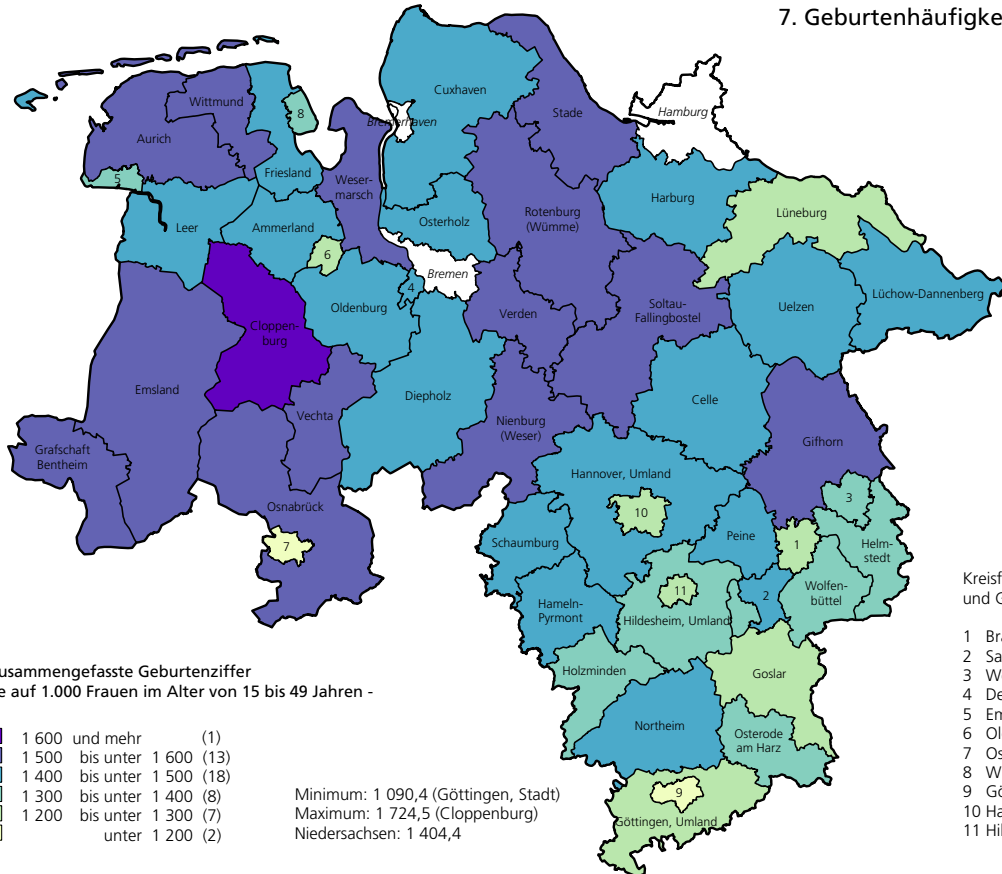 7. Geburtenhäufigke
Cuxhaven
Wittmund
Stade
Hamburg
8
Bremerhaven
Aurich
Friesland
Weser-
marsch
5
Harburg
Lüneburg
Rotenburg
(Wümme)
Osterholz
Leer
Ammerland
6
Bremen
4
Lüchow-Dannenberg
Oldenburg
Verden
Soltau-
Fallingbostel
Uelzen
Cloppen-
burg
Emsland
Diepholz
Celle
Vechta
Nienburg
(Weser)
Gifhorn
Grafschaft
Bentheim
Hannover, Umland
Osnabrück
3
10
7
Schaumburg
Peine
1
Helm-
stedt
11
2
Wolfen-
büttel
Hameln-
Pyrmont
Hildesheim, Umland
Holzminden
Goslar
Northeim
Osterode
am Harz
9
Göttingen, Umland
usammengefasste Geburtenziffer
e auf 1.000 Frauen im Alter von 15 bis 49 Jahren -
1 600 und mehr (1)
1 500 bis unter 1 600 (13)
1 400 bis unter 1 500 (18)
1 300 bis unter 1 400 (8)
1 200 bis unter 1 300 (7)
unter 1 200 (2)
Minimum: 1 090,4 (Göttingen, Stadt)
Maximum: 1 724,5 (Cloppenburg)
Niedersachsen: 1 404,4
Kreisf
und G
1 Bra
2 Sa
3 Wo
4 De
5 Em
6 Ol
7 Os
8 W
9 Gö
10 Ha
11 Hil